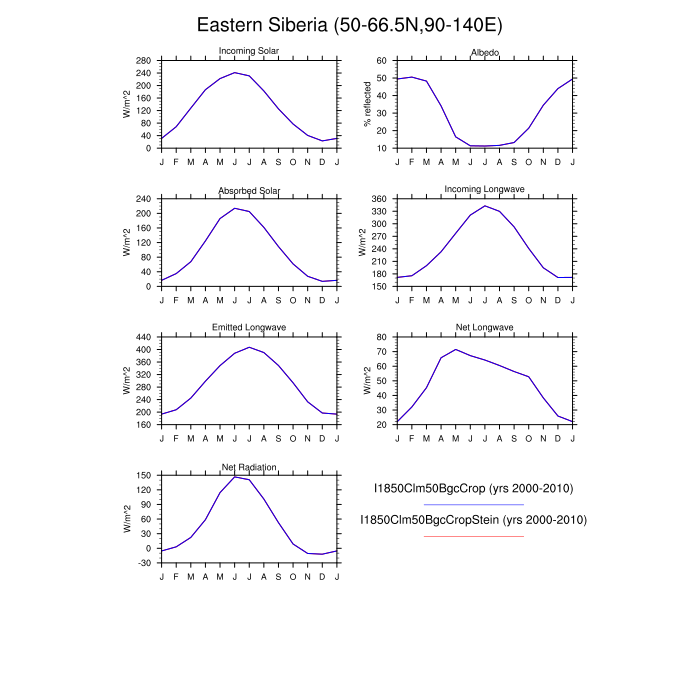 Eastern Siberia (50-66.5N,90-140E)
Incoming Solar
W/m^2
280
240
200
160
120
80
40
0
J F M A M J J A S O N D J
Albedo
% reflected
60
50
40
30
20
10
J F M A M J J A S O N D J
Absorbed Solar
W/m^2
240
200
160
120
80
40
0
J F M A M J J A S O N D J
Incoming Longwave
W/m^2
360
330
300
270
240
210
180
150
J F M A M J J A S O N D J
Emitted Longwave
W/m^2
440
400
360
320
280
240
200
160
J F M A M J J A S O N D J
Net Longwave
W/m^2
80
70
60
50
40
30
20
J F M A M J J A S O N D J
Net Radiation
W/m^2
150
120
90
60
30
0
-30
J F M A M J J A S O N D J
I1850Clm50BgcCrop (yrs 2000-2010)
I1850Clm50BgcCropStein (yrs 2000-2010)